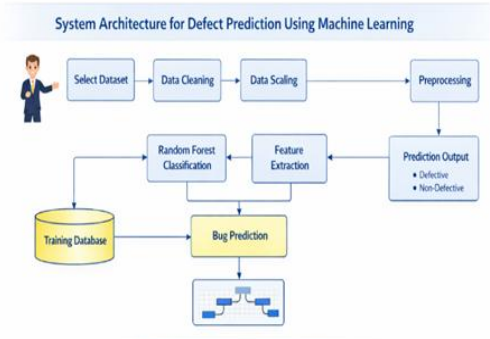 System Architecture for Defect Prediction Using Machine Learning
Select Dataset
Data Cleaning
Data Scaling
Preprocessing
Random Forest
Classification
Feature
Extraction
Prediction Output
• Defective
• Non-Defective
Training Database
Bug Prediction